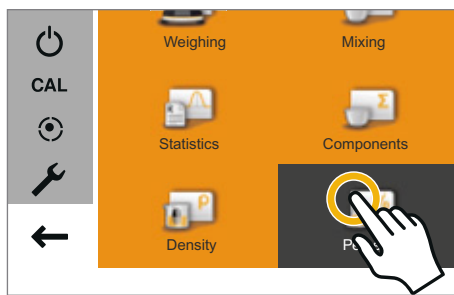 Weighing Mixing
CAL
Σ
Statistics Components
ρ
Density